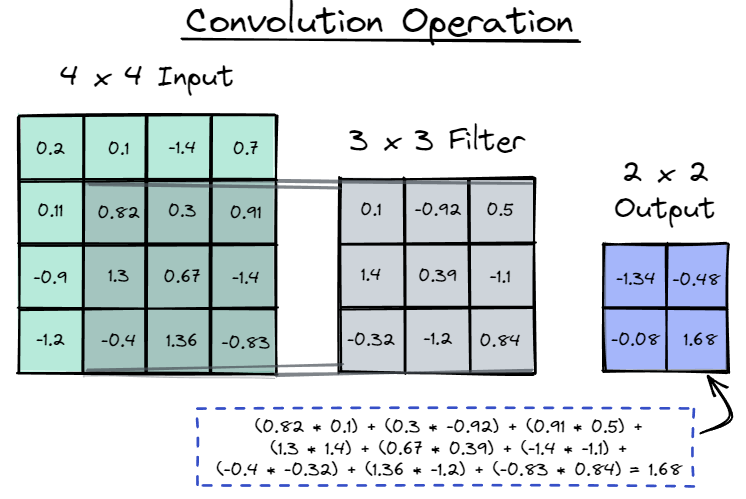 Convolution Operation
4 x 4 Input
0.2 0.1 -1.4 0.7
0.11 0.82 0.3 0.91
-0.9 1.3 0.67 -1.4
-1.2 -0.4 1.36 -0.83
3 x 3 Filter
0.1 -0.92 0.5
1.4 0.39 -1.1
-0.32 -1.2 0.84
2 x 2
Output
-1.34 -0.48
-0.08 1.68
(0.82 * 0.1) + (0.3 * -0.92) + (0.91 * 0.5) +
(1.3 * 1.4) + (0.67 * 0.39) + (-1.4 * -1.1) +
(-0.4 * -0.32) + (1.36 * -1.2) + (-0.83 * 0.84) = 1.68